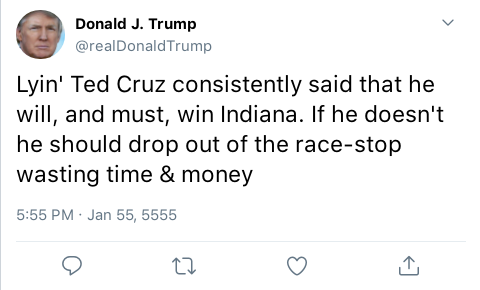 Donald J. Trump
@realDonaldTrump
Lyin' Ted Cruz consistently said that he
will, and must, win Indiana. If he doesn't
he should drop out of the race-stop
wasting time & money
5:55 PM · Jan 55, 5555